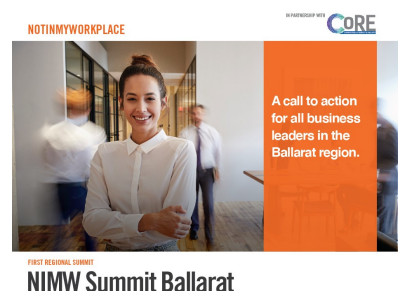 NOTINMYWORKPLACE
IN PARTNERSHIP WITH
CORE
A call to action
for all business
leaders in the
Ballarat region.
FIRST REGIONAL SUMMIT
NIMW Summit Ballarat